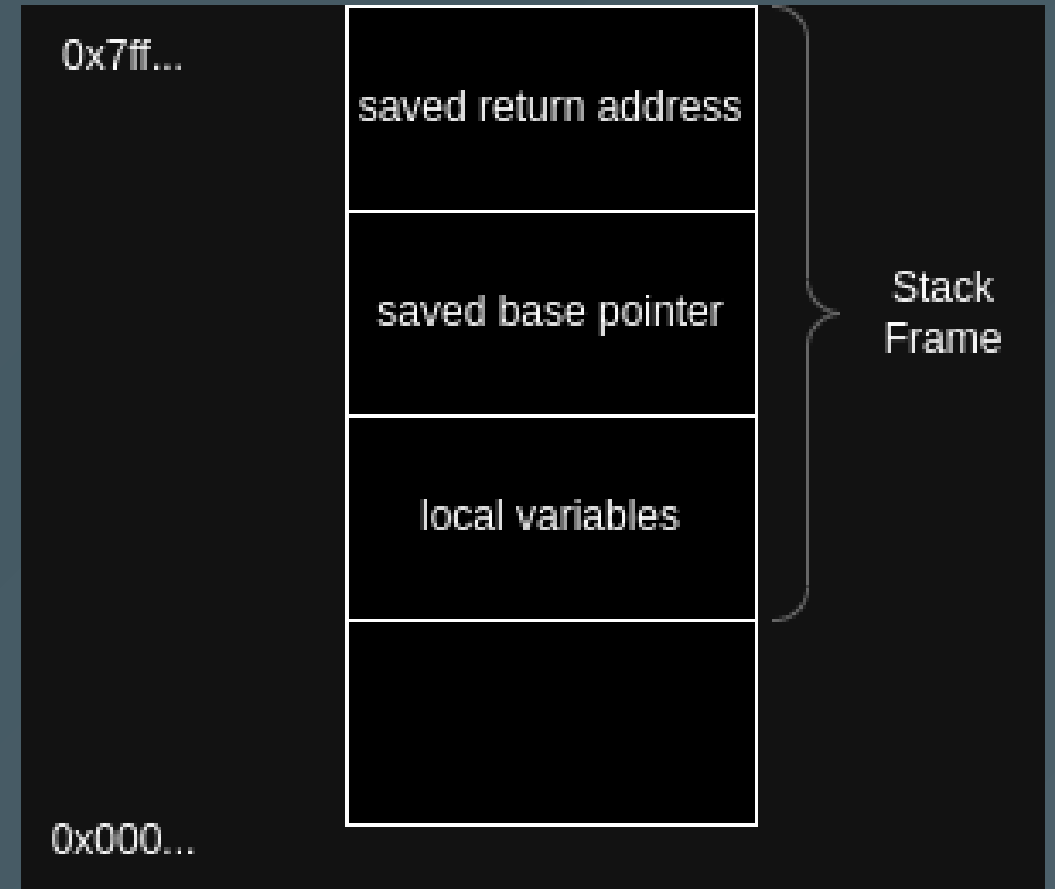 0x7ff...
saved return address
saved base pointer
Stack
Frame
local variables
0x000...